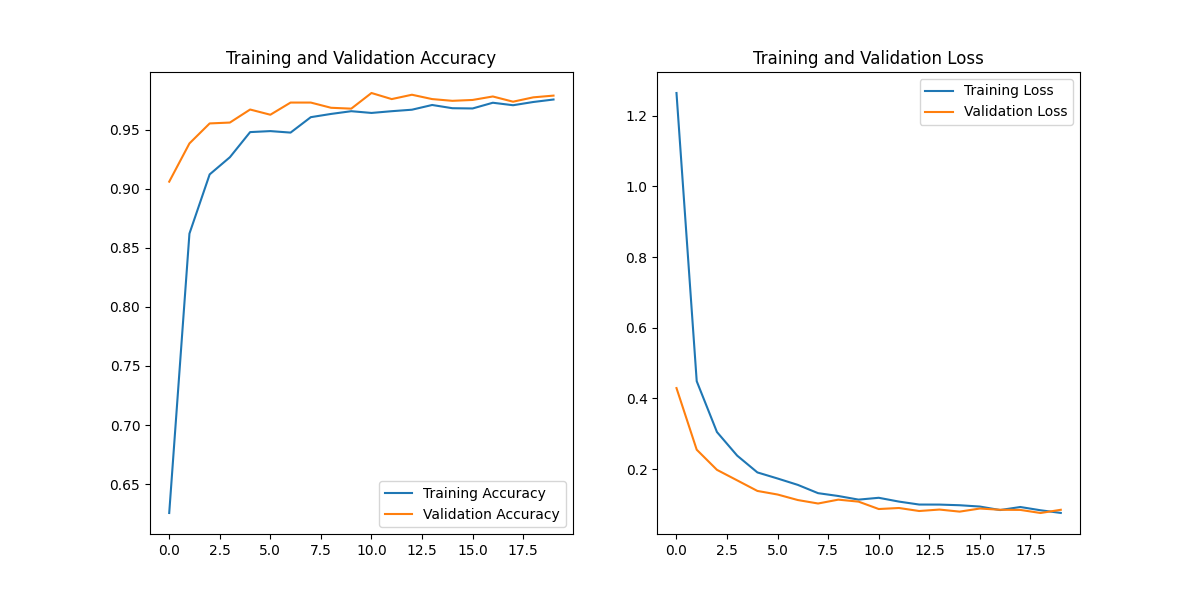 Training and Validation Accuracy
0.95
0.90
0.85
0.80
0.75
0.70
0.65
Training Accuracy
Validation Accuracy
0.0 2.5 5.0 7.5 10.0 12.5 15.0 17.5
Training and Validation Loss
Training Loss
Validation Loss
1.2
1.0
0.8
0.6
0.4
0.2
0.0 2.5 5.0 7.5 10.0 12.5 15.0 17.5